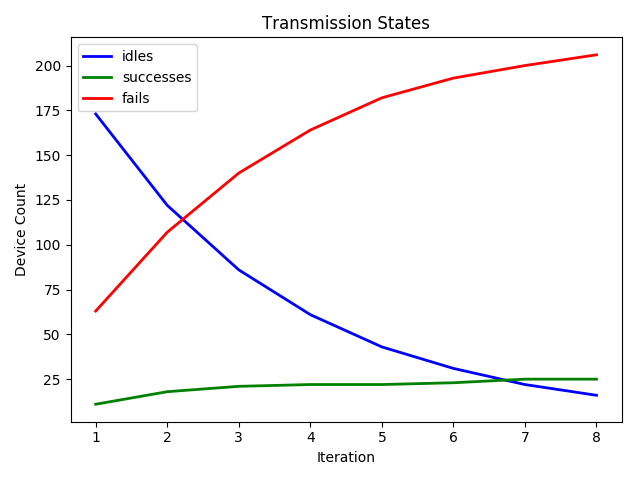 Transmission States
idles
successes
fails
Device Count
200
175
150
125
100
75
50
25
1 2 3 4 5 6 7 8
Iteration